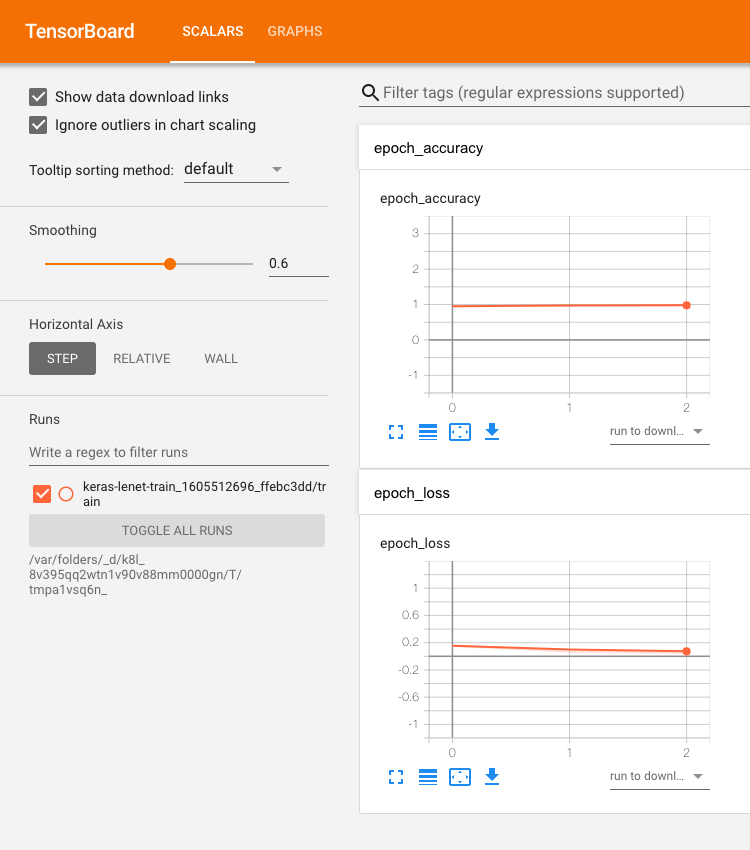 TensorBoard SCALARS GRAPHS
Show data download links
Ignore outliers in chart scaling
Tooltip sorting method: default
Smoothing
0.6
Horizontal Axis
STEP RELATIVE WALL
Runs
Write a regex to filter runs
keras-lenet-train_1605512696_ffebc3dd/tr
ain
TOGGLE ALL RUNS
/var/folders/_d/k8l_
8v395qq2wtn1v90v88mm0000gn/T/
tmpa1vsq6n_
Filter tags (regular expressions supported)
epoch_accuracy
epoch_accuracy
3
2
1
0
-1
0 1 2
run to downl...
epoch_loss
epoch_loss
1
0.6
0.2
-0.2
-0.6
-1
0 1 2
run to downl...